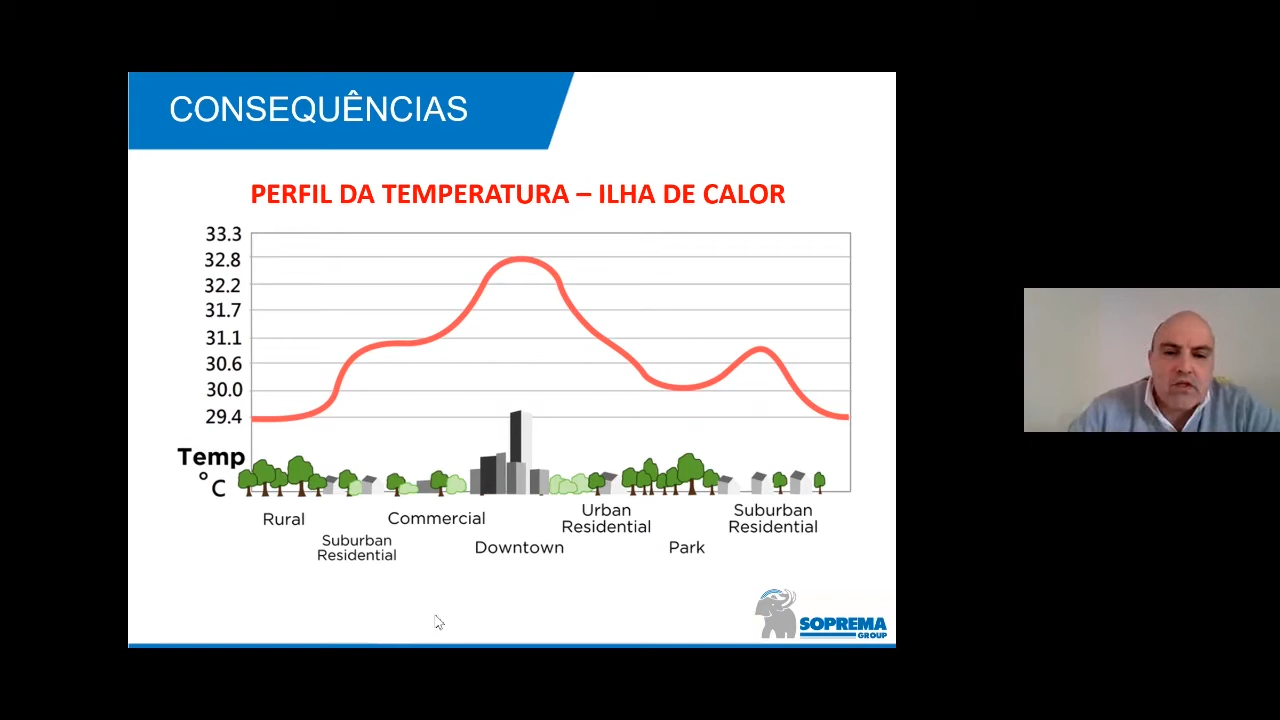 CONSEQUÊNCIAS
PERFIL DA TEMPERATURA – ILHA DE CALOR
33.3
32.8
32.2
31.7
31.1
30.6
30.0
29.4
Temp
°C
Rural
Suburban
Residential
Commercial
Downtown
Urban
Residential
Park
Suburban
Residential
SOPREMA
GROUP